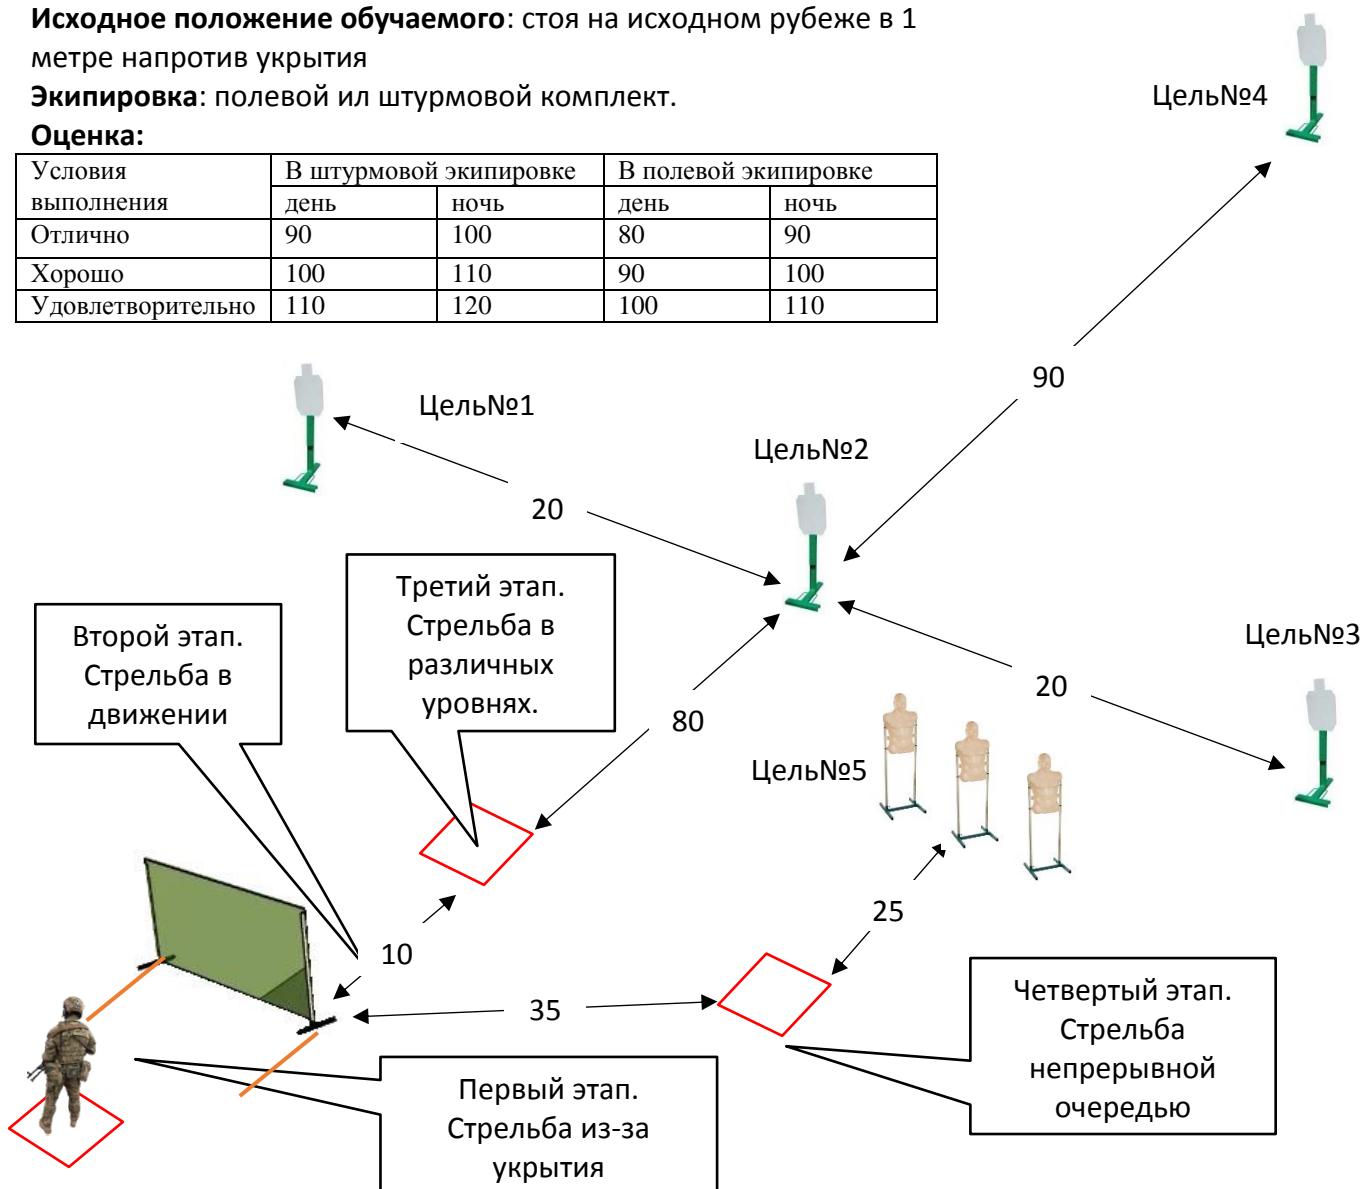 Исходное положение обучаемого: стоя на исходном рубеже в 1
метре напротив укрытия
Экипировка: полевой ил штурмовой комплект.
Оценка:
Условия выполнения В штурмовой экипировке В полевой экипировке
день ночь день ночь
Отлично 90 100 80 90
Хорошо 100 110 90 100
Удовлетворительно 110 120 100 110
Цель№4
90
Цель№1
Цель№2
20
Третий этап.
Стрельба в
различных
уровнях.
Второй этап.
Стрельба в
движении
Цель№3
20
80
Цель№5
25
10
35
Четвертый этап.
Стрельба
непрерывной
очередью
Первый этап.
Стрельба из-за
укрытия